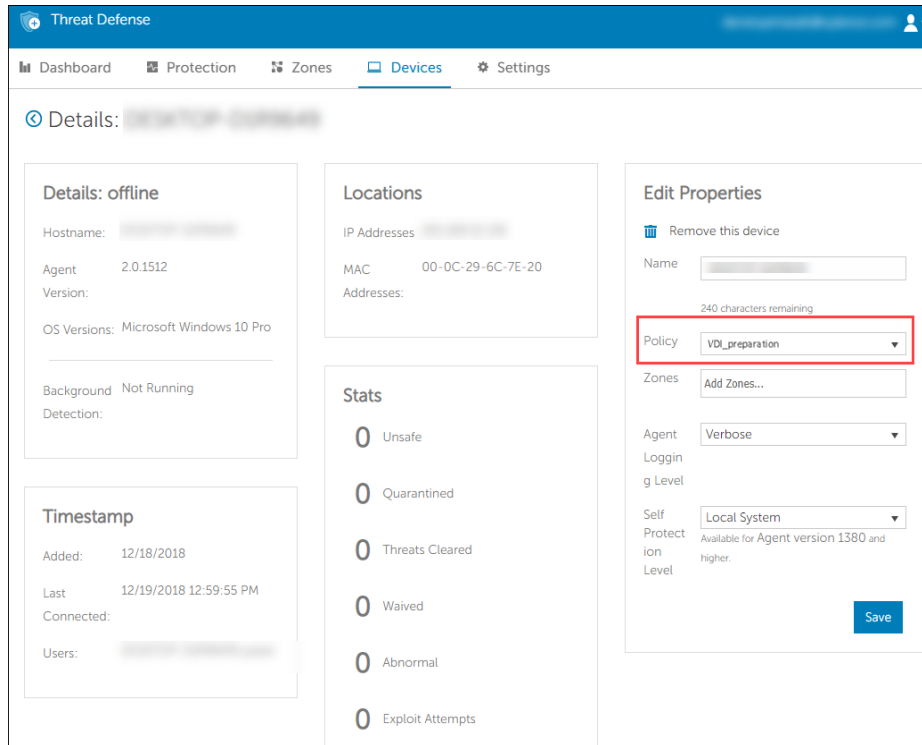 Threat Defense
Dashboard
Protection
Zones
Devices
Settings
Details:
Details: offline
Hostname:
Agent Version: 2.0.1512
OS Versions: Microsoft Windows 10 Pro
Background Detection: Not Running
Timestamp
Added: 12/18/2018
Last Connected: 12/19/2018 12:59:55 PM
Users:
Locations
IP Addresses
MAC Addresses: 00-0C-29-6C-7E-20
Stats
0 Unsafe
0 Quarantined
0 Threats Cleared
0 Waived
0 Abnormal
0 Exploit Attempts
Edit Properties
Remove this device
Name
240 characters remaining
Policy VDI_preparation
Zones Add Zones...
Agent Loggin g Level Verbose
Self Protect ion Level Local System
Available for Agent version 1380 and
higher.
Save